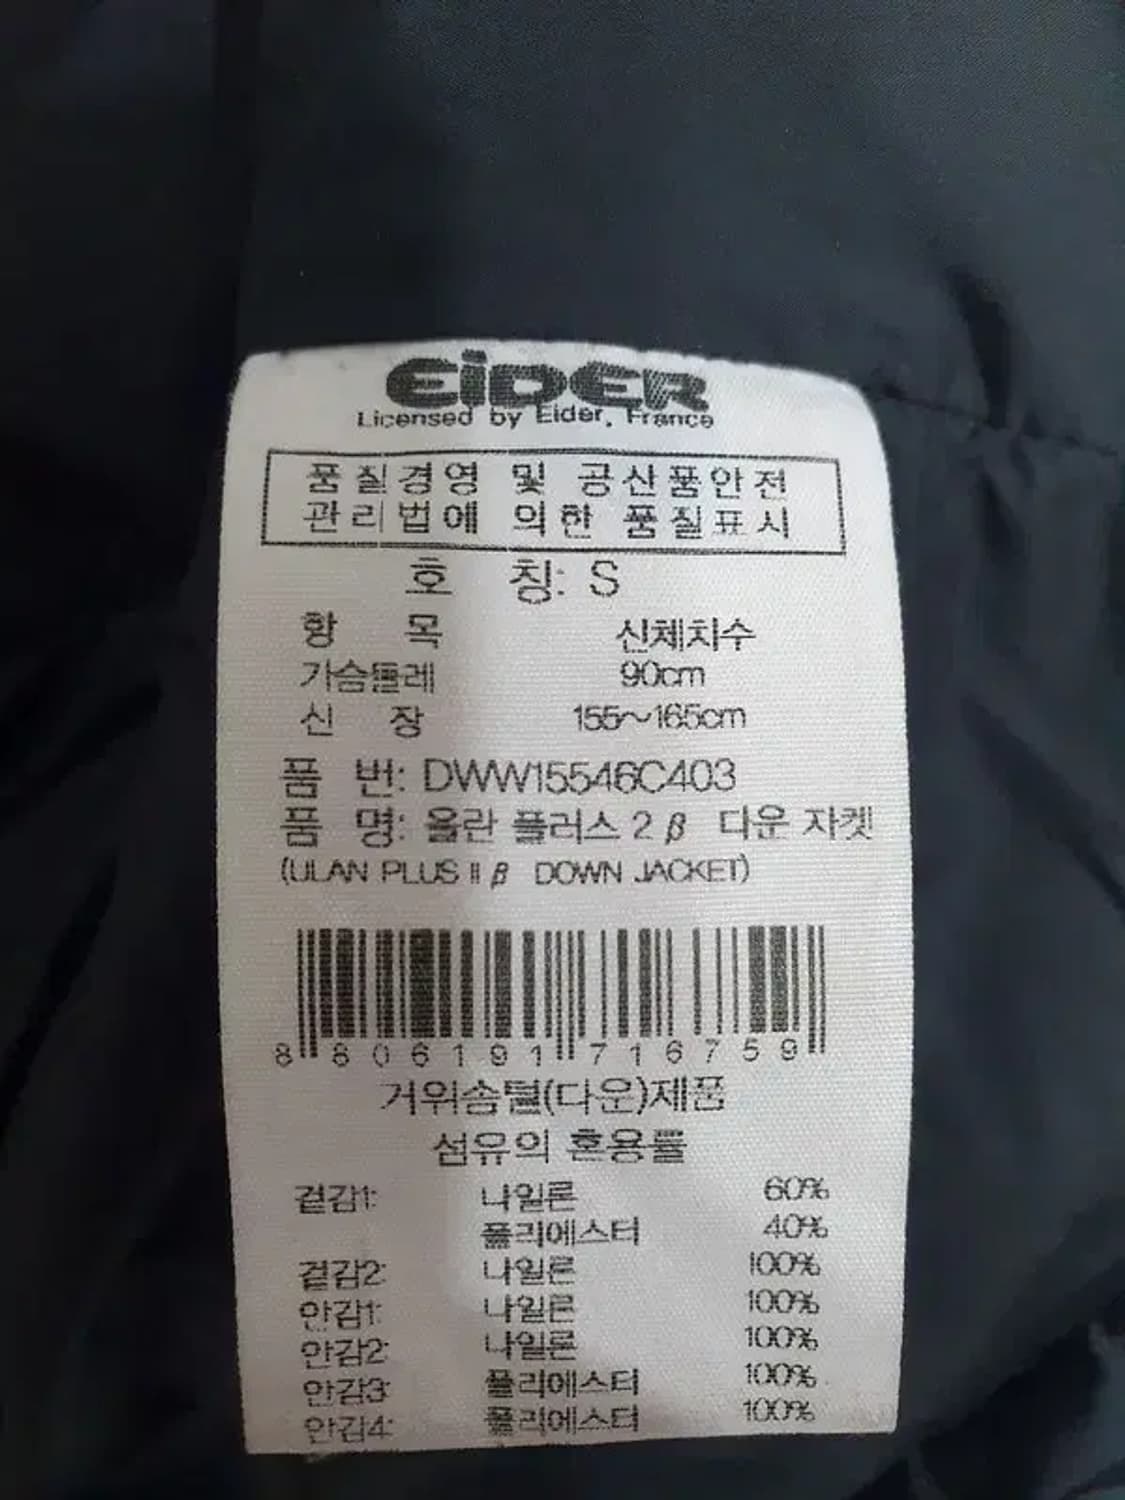 EiDER
Licensed by Eider, France
품질경영 및 공산품안전
관리법에 의한 품질표시
호 칭: S
항 목 신체치수
가슴둘레 90cm
신 장 155~165cm
품 번: DWW15546C403
품 명: 울란 플러스 2 β 다운 자켓
(ULAN PLUS II β DOWN JACKET)
8 806191 716759
거위솜털(다운)제품
섬유의 혼용률
겉감1: 나일론 60%
폴리에스터 40%
겉감2: 나일론 100%
안감1: 나일론 100%
안감2: 나일론 100%
안감3: 폴리에스터 100%
안감4: 폴리에스터 100%